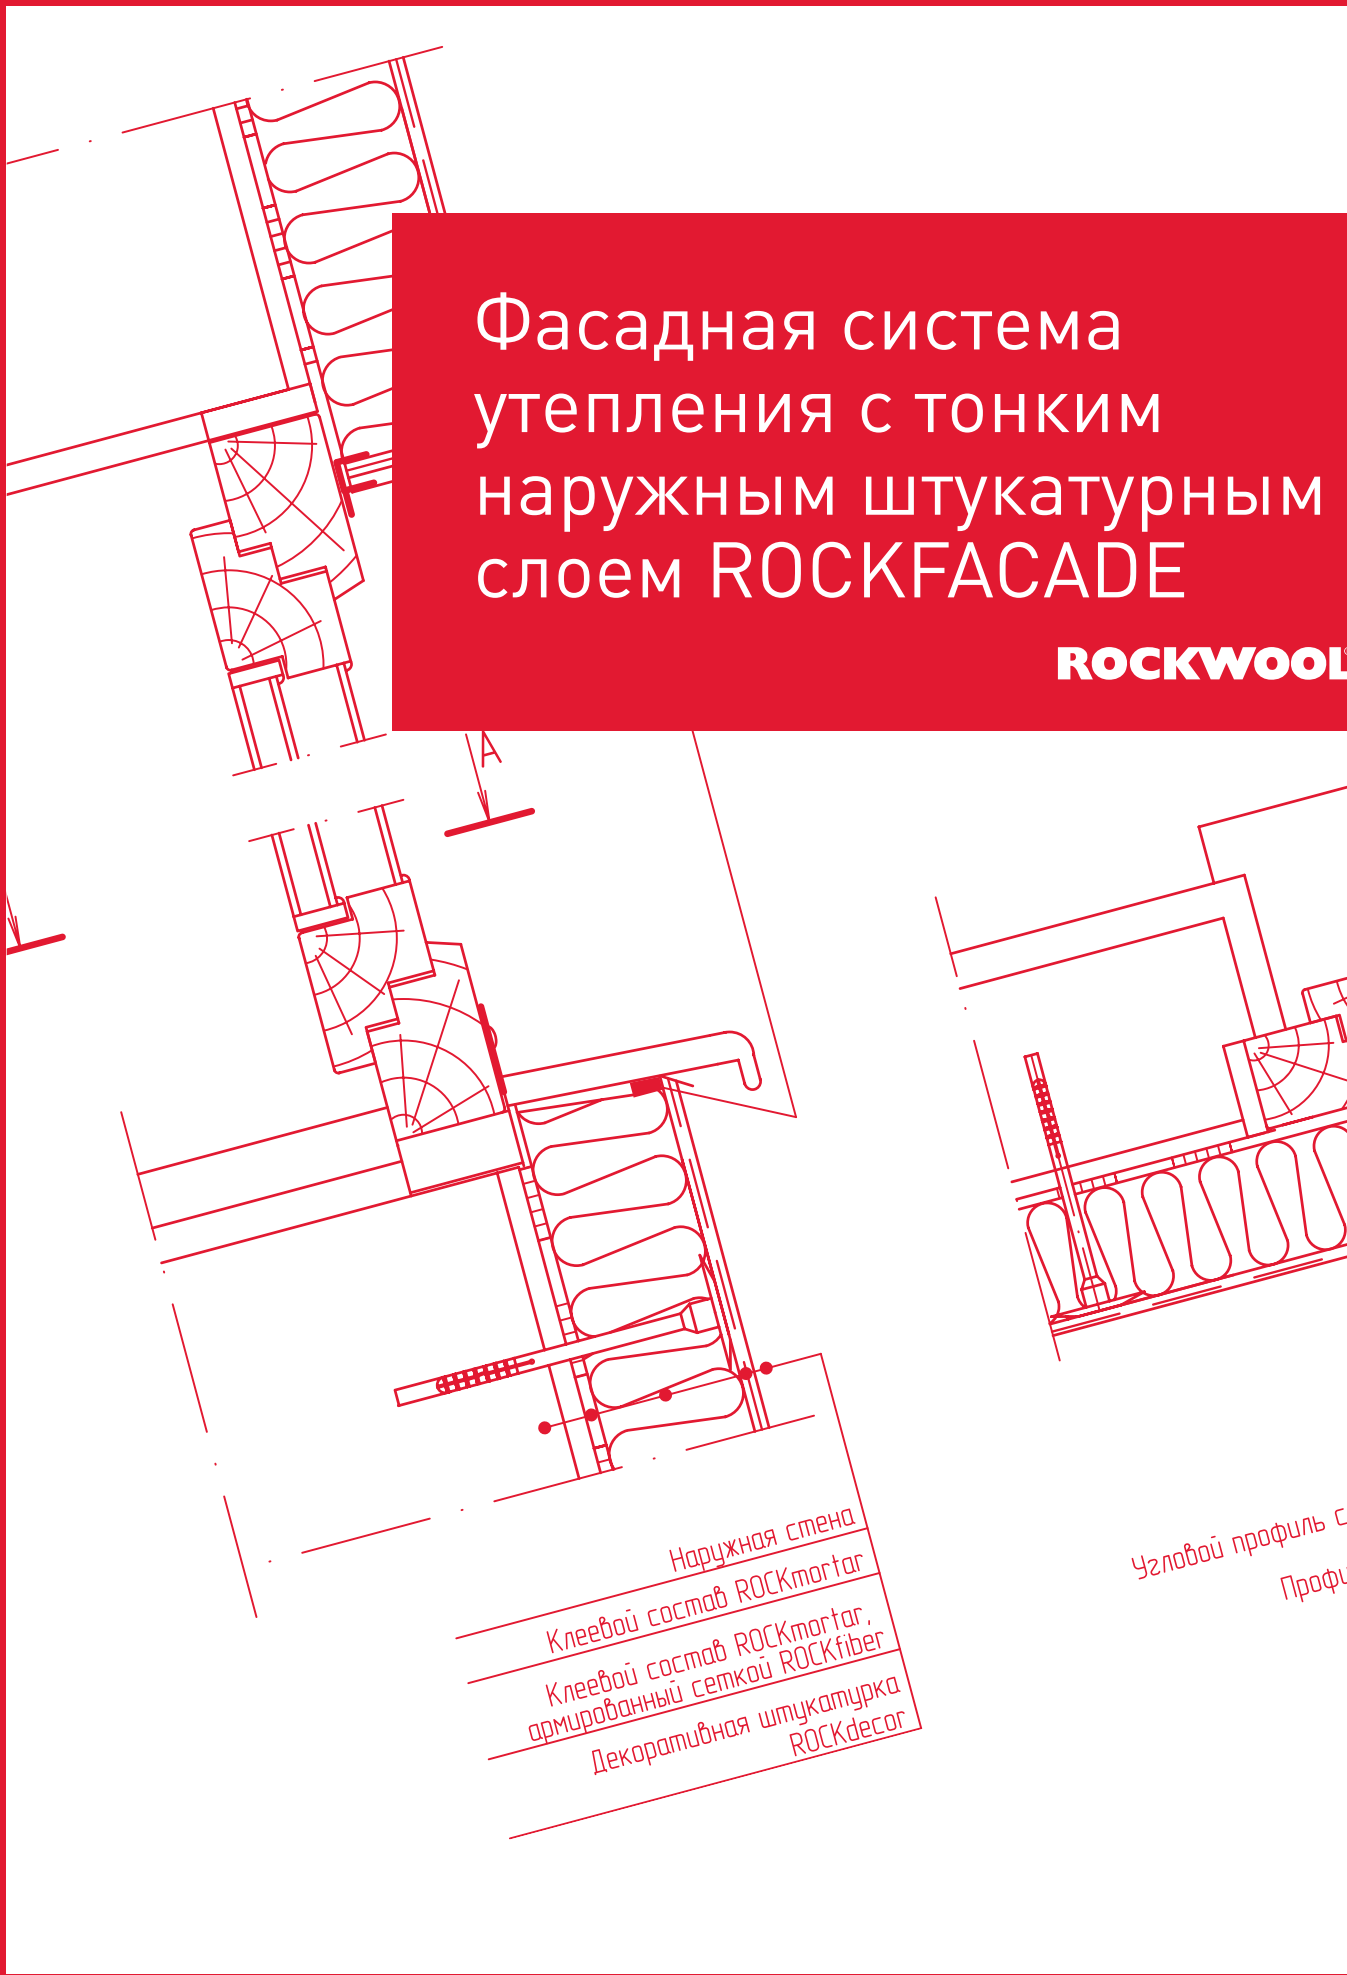 Фасадная система
утепления с тонким
наружным штукатурным
слоем ROCKFACADE
ROCKWOOL®
А
Наружная стена
Клеевой состав ROCKmortar
Клеевой состав ROCKmortar,
армированный сеткой ROCKfiber
Декоративная штукатурка
ROCKdecor
Угловой профиль с